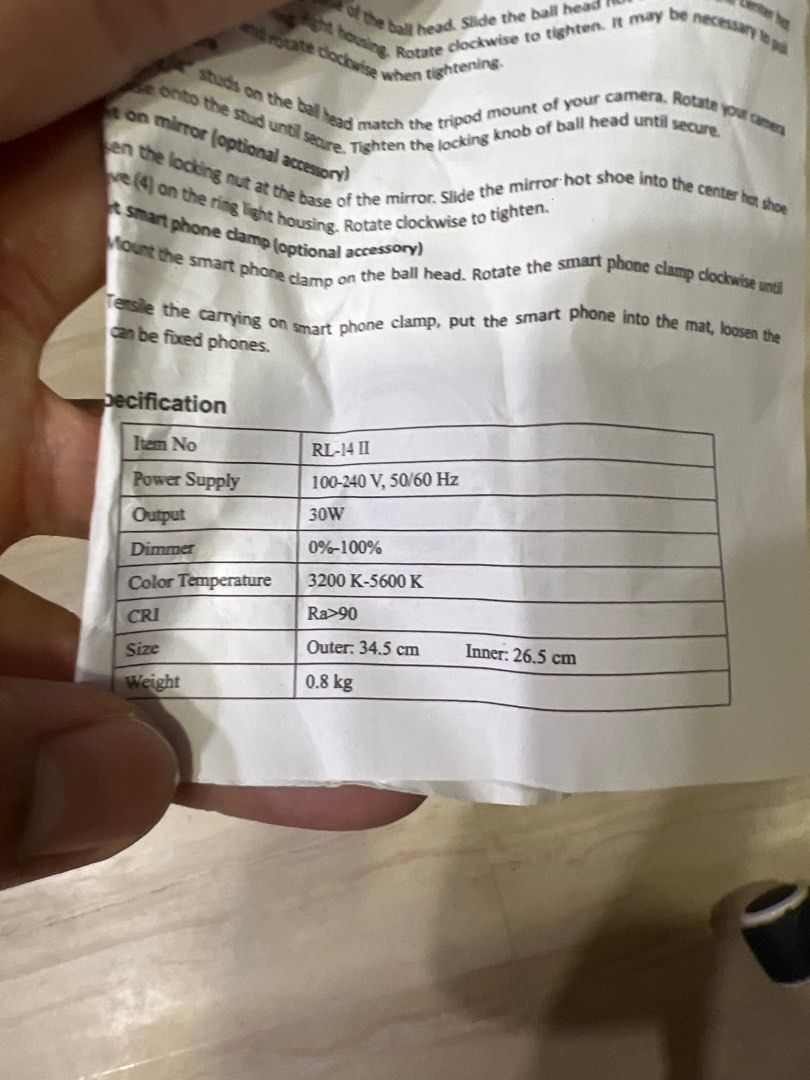 of the ball head. Slide the ball head
light housing. Rotate clockwise to tighten. It may be necessary to pull
and rotate clockwise when tightening.
studs on the ball head match the tripod mount of your camera. Rotate your camera
onto the stud until secure. Tighten the locking knob of ball head until secure.
on mirror (optional accessory)
the locking nut at the base of the mirror. Slide the mirror hot shoe into the center hot shoe
(4) on the ring light housing. Rotate clockwise to tighten.
smart phone clamp (optional accessory)
Mount the smart phone clamp on the ball head. Rotate the smart phone clamp clockwise until
Tensile the carrying on smart phone clamp, put the smart phone into the mat, loosen the
can be fixed phones.
pecification
Item No RL-14 II
Power Supply 100-240 V, 50/60 Hz
Output 30W
Dimmer 0%-100%
Color Temperature 3200 K-5600 K
CRI Ra>90
Size Outer: 34.5 cm Inner: 26.5 cm
Weight 0.8 kg